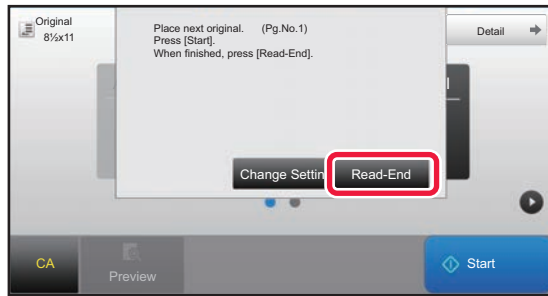 Original
8½x11
Place next original. (Pg.No.1)
Press [Start].
When finished, press [Read-End].
Detail
Change Settin
Read-End
CA
Preview
Start